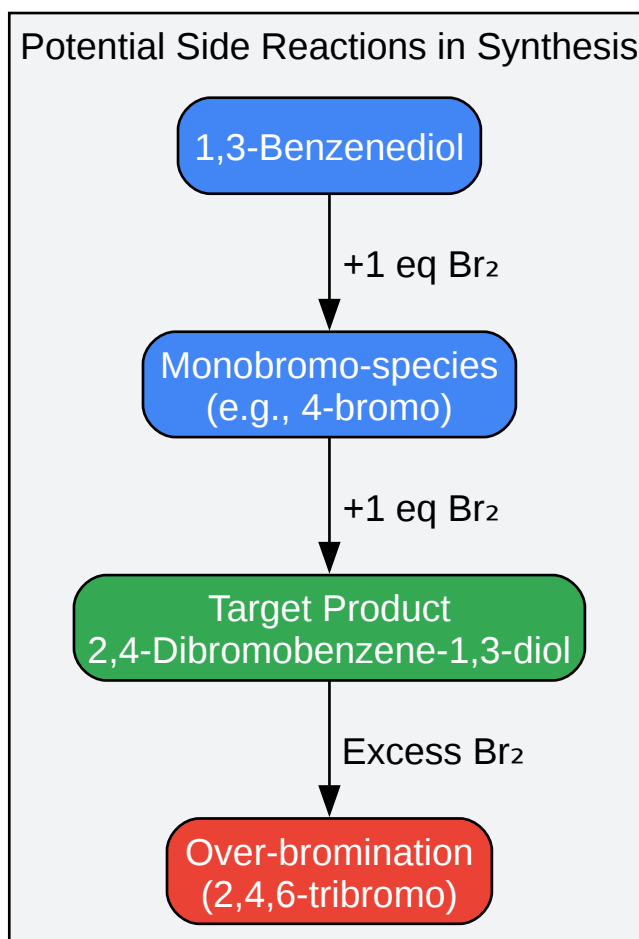 Potential Side Reactions in Synthesis
1,3-Benzenediol
+1 eq Br₂
Monobromo-species
(e.g., 4-bromo)
+1 eq Br₂
Target Product
2,4-Dibromobenzene-1,3-diol
Excess Br₂
Over-bromination
(2,4,6-tribromo)